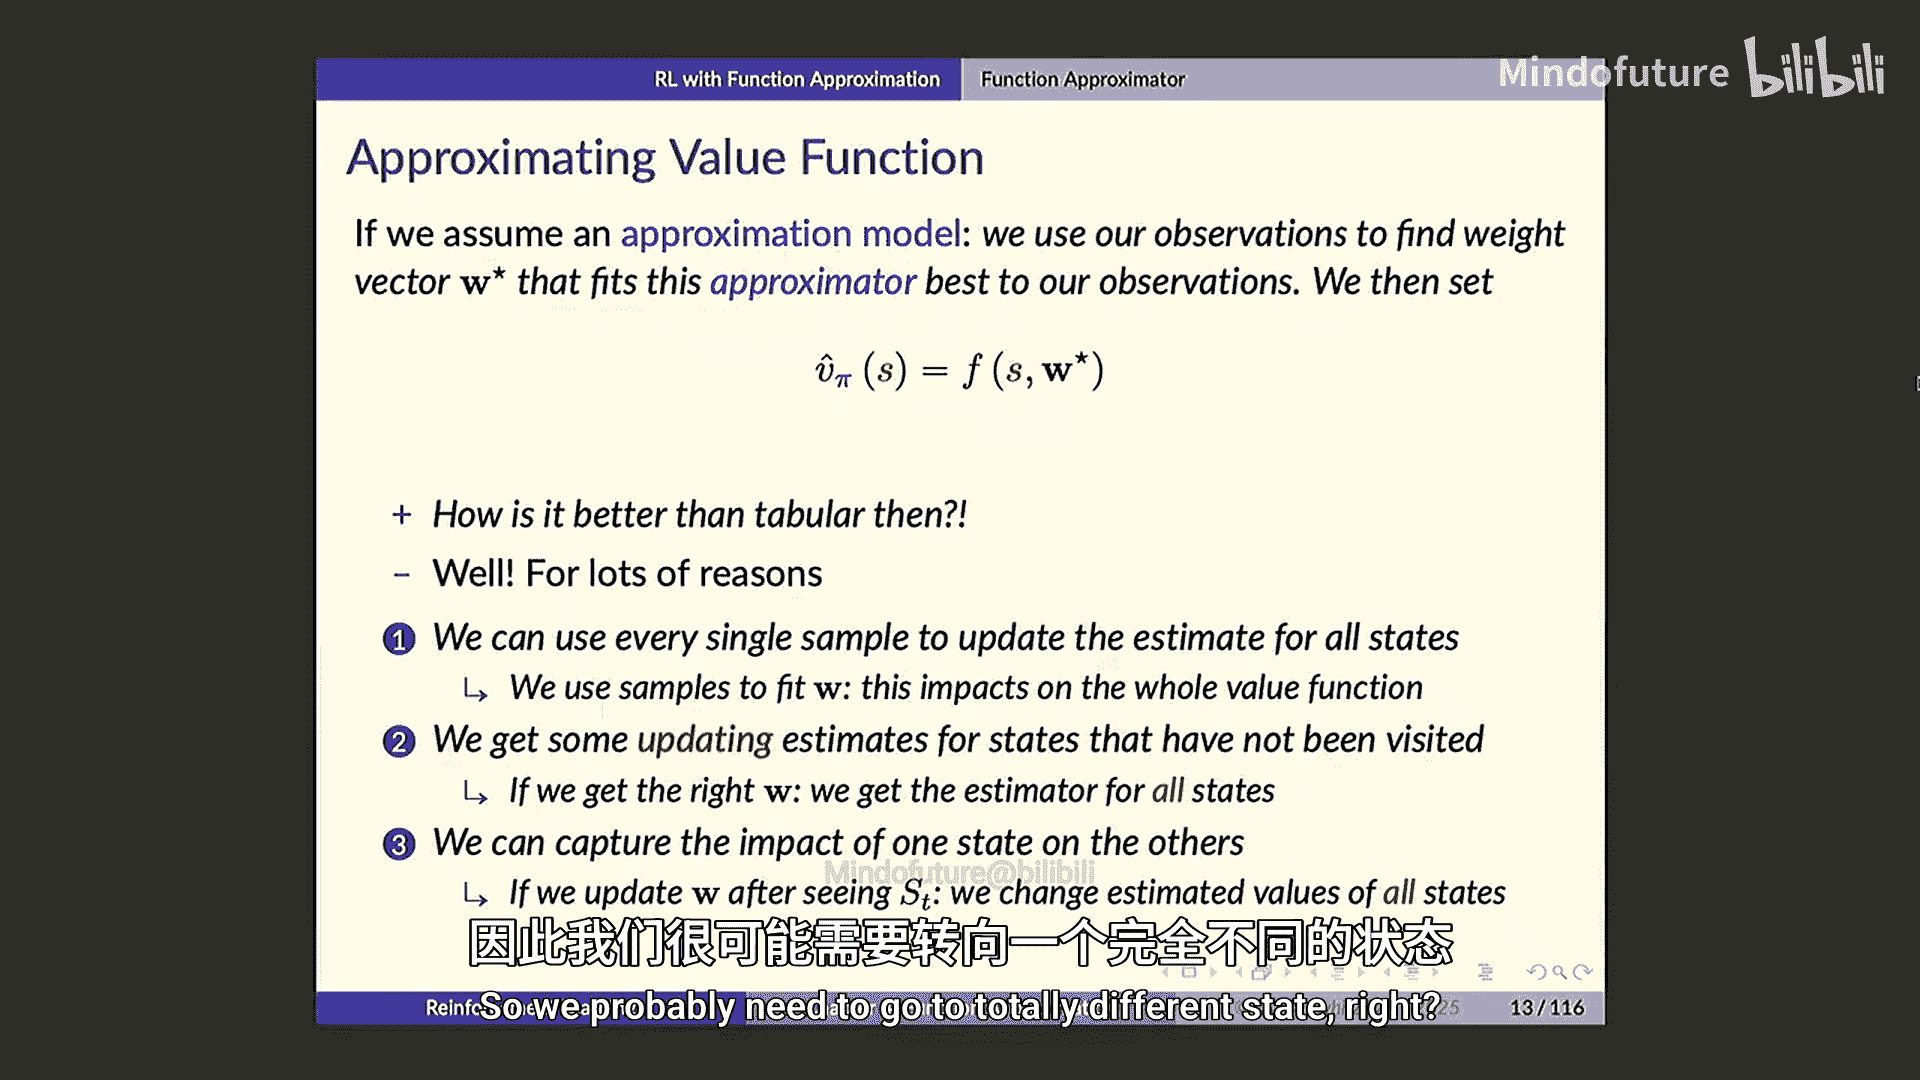 RL with Function Approximation
Function Approximator
Mindofuture bilibili
Approximating Value Function
If we assume an approximation model: we use our observations to find weight
vector w* that fits this approximator best to our observations. We then set
v̂π (s) = f (s, w*)
+ How is it better than tabular then?!
– Well! For lots of reasons
1 We can use every single sample to update the estimate for all states
↳ We use samples to fit w: this impacts on the whole value function
2 We get some updating estimates for states that have not been visited
↳ If we get the right w: we get the estimator for all states
3 We can capture the impact of one state on the others
Mindofuture@bilibili
↳ If we update w after seeing St: we change estimated values of all states
因此我们很可能需要转向一个完全不同的状态
So we probably need to go to totally different state, right?
13 / 116